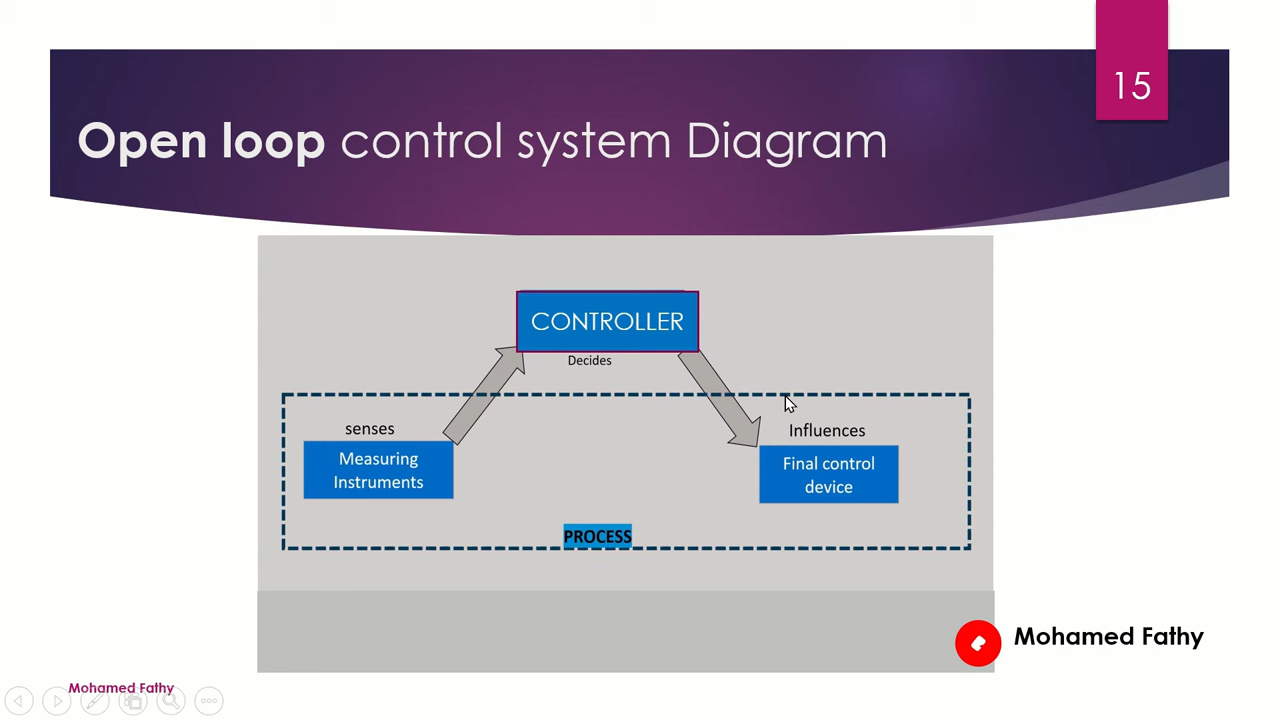 15
Open loop control system Diagram
CONTROLLER
Decides
senses
Measuring
Instruments
Influences
Final control
device
PROCESS
Mohamed Fathy
Mohamed Fathy